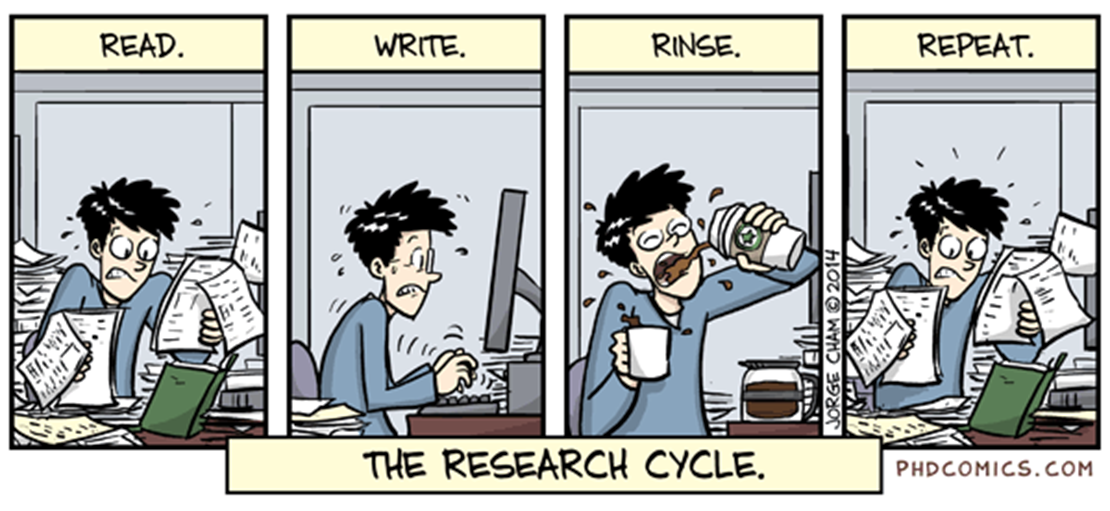 READ.
WRITE.
RINSE.
REPEAT.
JORGE CHAM © 2014
THE RESEARCH CYCLE.
PHDCOMICS.COM